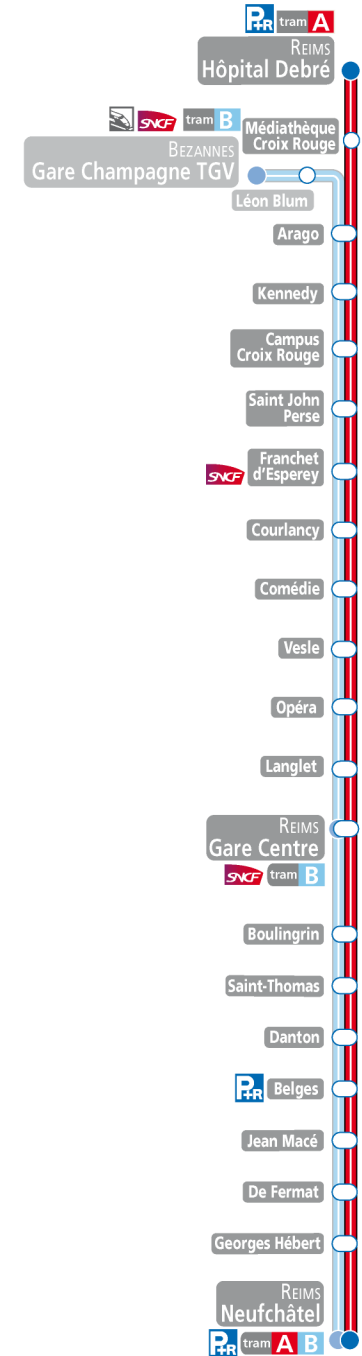 P+R tram A
REIMS
Hôpital Debré
SNCF tram B
Médiathèque
Croix Rouge
BEZANNES
Gare Champagne TGV
Léon Blum
Arago
Kennedy
Campus
Croix Rouge
Saint John
Perse
Franchet
d'Esperey
SNCF
Courlancy
Comédie
Vesle
Opéra
Langlet
REIMS
Gare Centre
SNCF tram B
Boulingrin
Saint-Thomas
Danton
P+R Belges
Jean Macé
De Fermat
Georges Hébert
REIMS
Neufchâtel
P+R tram A B